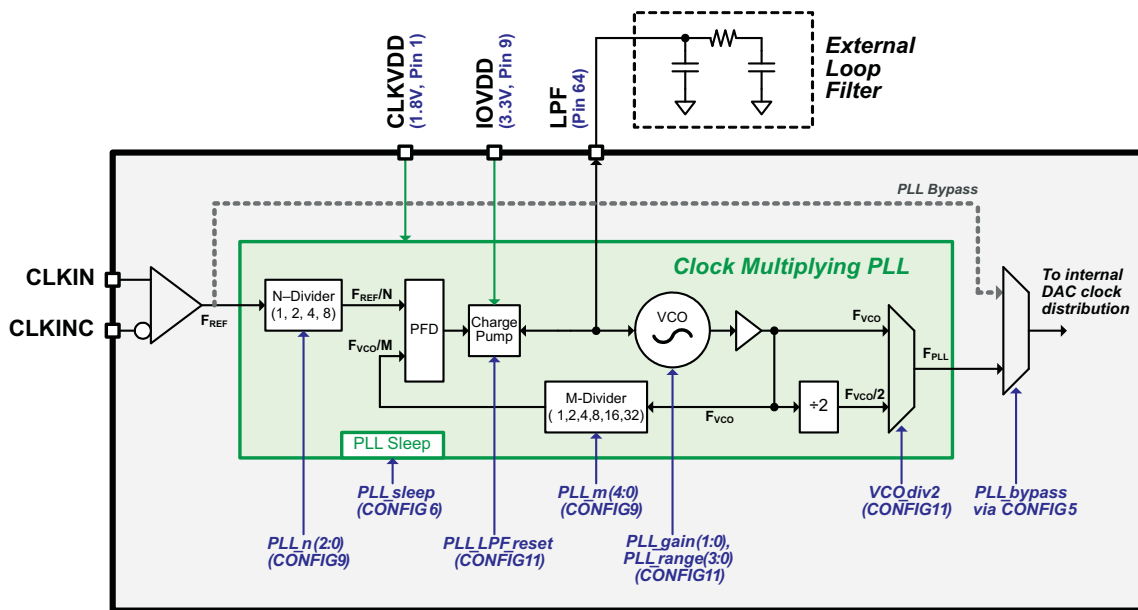 External
Loop
Filter
CLKVDD
(1.8V, Pin 1)
IOVDD
(3.3V, Pin 9)
LPF
(Pin 64)
PLL Bypass
CLKIN
CLKINC
FREF
Clock Multiplying PLL
N–Divider
(1, 2, 4, 8)
FREF/N
FVCO/M
PFD
Charge
Pump
VCO
FVCO
FPLL
To internal
DAC clock
distribution
M-Divider
( 1,2,4,8,16,32)
FVCO
÷2
FVCO/2
PLL Sleep
PLL_sleep
(CONFIG6)
PLL_m(4:0)
(CONFIG9)
VCO_div2
(CONFIG11)
PLL_bypass
via CONFIG5
PLL_n(2:0)
(CONFIG9)
PLL_LPF_reset
(CONFIG11)
PLL_gain(1:0),
PLL_range(3:0)
(CONFIG11)